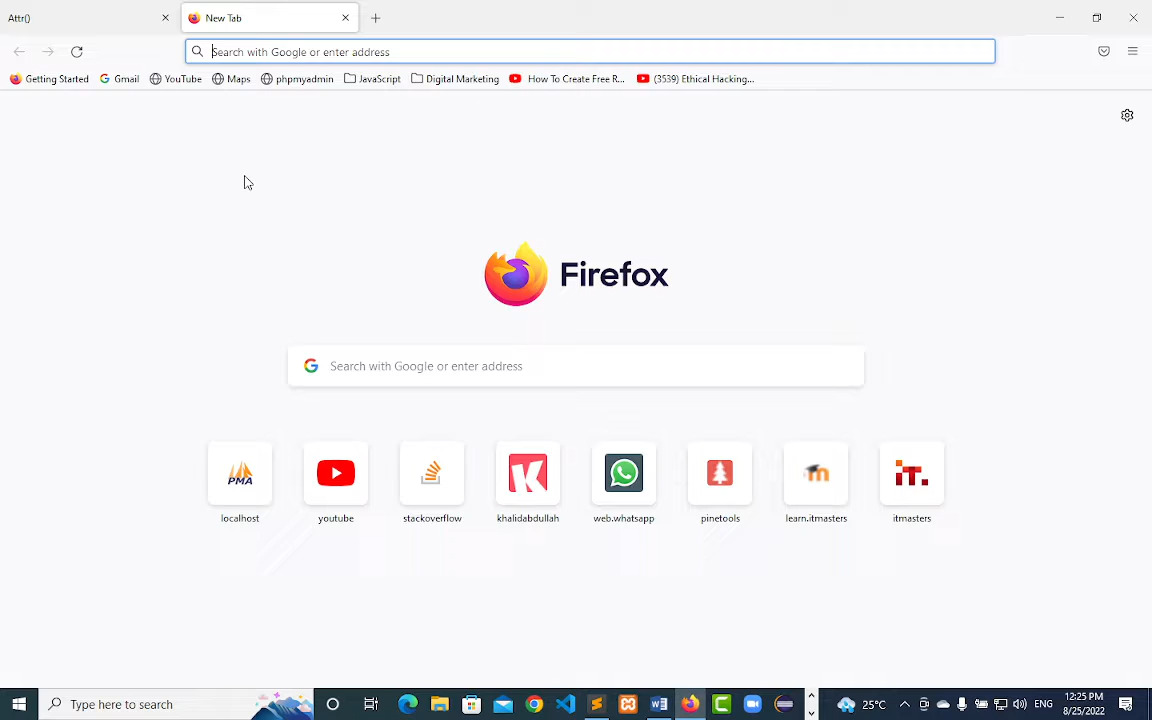 Attr()
New Tab
Search with Google or enter address
Getting Started
Gmail
YouTube
Maps
phpmyadmin
JavaScript
Digital Marketing
How To Create Free R...
(3539) Ethical Hacking...
Firefox
Search with Google or enter address
PMA
localhost
youtube
stackoverflow
khalidabdullah
web.whatsapp
pinetools
learn.itmasters
itmasters
Type here to search
25°C
ENG
12:25 PM
8/25/2022